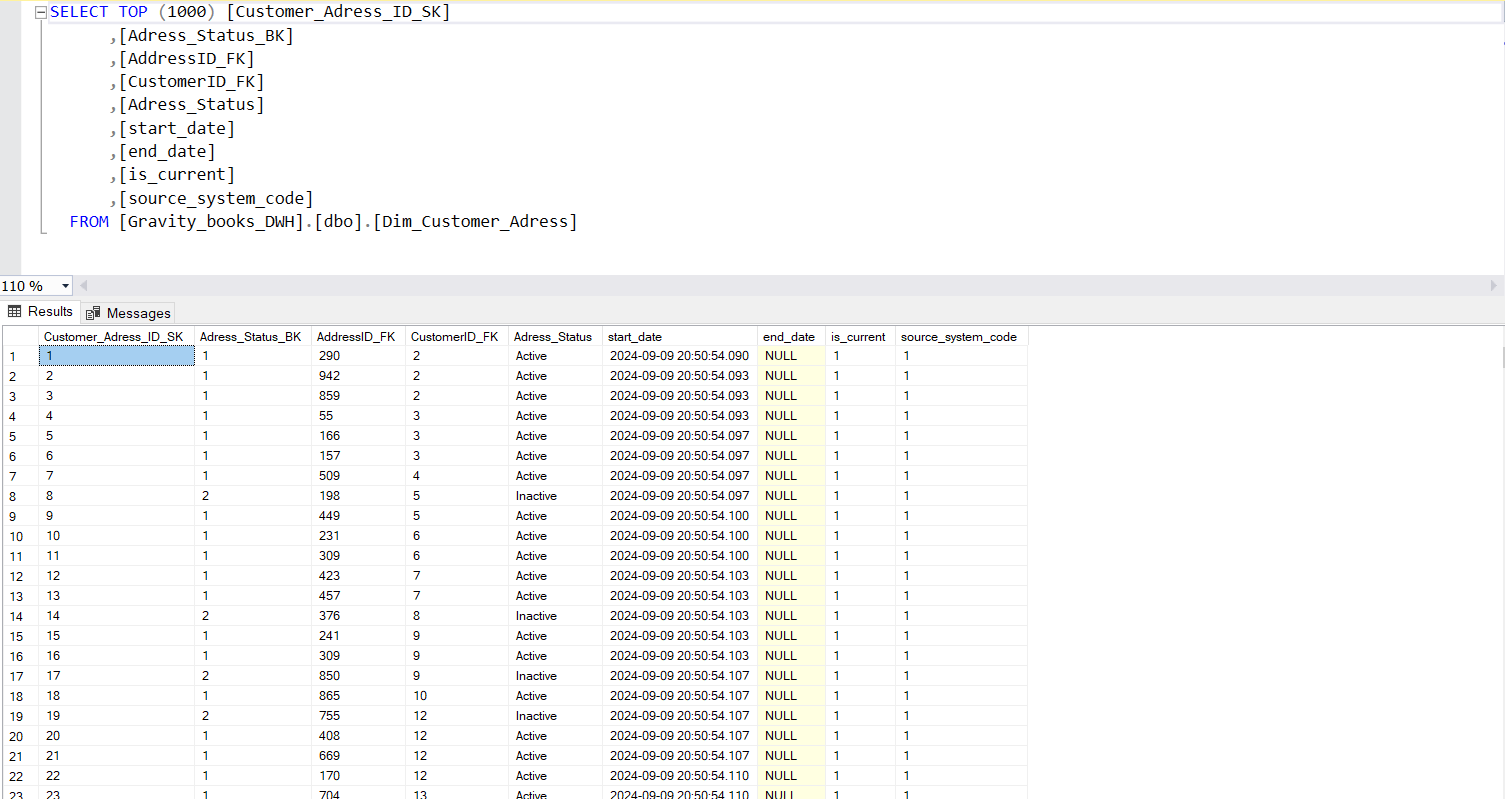 SELECT TOP (1000) [Customer_Adress_ID_SK]
,[Adress_Status_BK]
,[AddressID_FK]
,[CustomerID_FK]
,[Adress_Status]
,[start_date]
,[end_date]
,[is_current]
,[source_system_code]
FROM [Gravity_books_DWH].[dbo].[Dim_Customer_Adress]
110 %
Results Messages
Customer_Adress_ID_SK Adress_Status_BK AddressID_FK CustomerID_FK Adress_Status start_date end_date is_current source_system_code
1 1 1 290 2 Active 2024-09-09 20:50:54.090 NULL 1 1
2 2 1 942 2 Active 2024-09-09 20:50:54.093 NULL 1 1
3 3 1 859 2 Active 2024-09-09 20:50:54.093 NULL 1 1
4 4 1 55 3 Active 2024-09-09 20:50:54.093 NULL 1 1
5 5 1 166 3 Active 2024-09-09 20:50:54.097 NULL 1 1
6 6 1 157 3 Active 2024-09-09 20:50:54.097 NULL 1 1
7 7 1 509 4 Active 2024-09-09 20:50:54.097 NULL 1 1
8 8 2 198 5 Inactive 2024-09-09 20:50:54.097 NULL 1 1
9 9 1 449 5 Active 2024-09-09 20:50:54.100 NULL 1 1
10 10 1 231 6 Active 2024-09-09 20:50:54.100 NULL 1 1
11 11 1 309 6 Active 2024-09-09 20:50:54.100 NULL 1 1
12 12 1 423 7 Active 2024-09-09 20:50:54.103 NULL 1 1
13 13 1 457 7 Active 2024-09-09 20:50:54.103 NULL 1 1
14 14 2 376 8 Inactive 2024-09-09 20:50:54.103 NULL 1 1
15 15 1 241 9 Active 2024-09-09 20:50:54.103 NULL 1 1
16 16 1 309 9 Active 2024-09-09 20:50:54.103 NULL 1 1
17 17 2 850 9 Inactive 2024-09-09 20:50:54.107 NULL 1 1
18 18 1 865 10 Active 2024-09-09 20:50:54.107 NULL 1 1
19 19 2 755 12 Inactive 2024-09-09 20:50:54.107 NULL 1 1
20 20 1 408 12 Active 2024-09-09 20:50:54.107 NULL 1 1
21 21 1 669 12 Active 2024-09-09 20:50:54.107 NULL 1 1
22 22 1 170 12 Active 2024-09-09 20:50:54.110 NULL 1 1
23 23 1 704 13 Active 2024-09-09 20:50:54.110 NULL 1 1